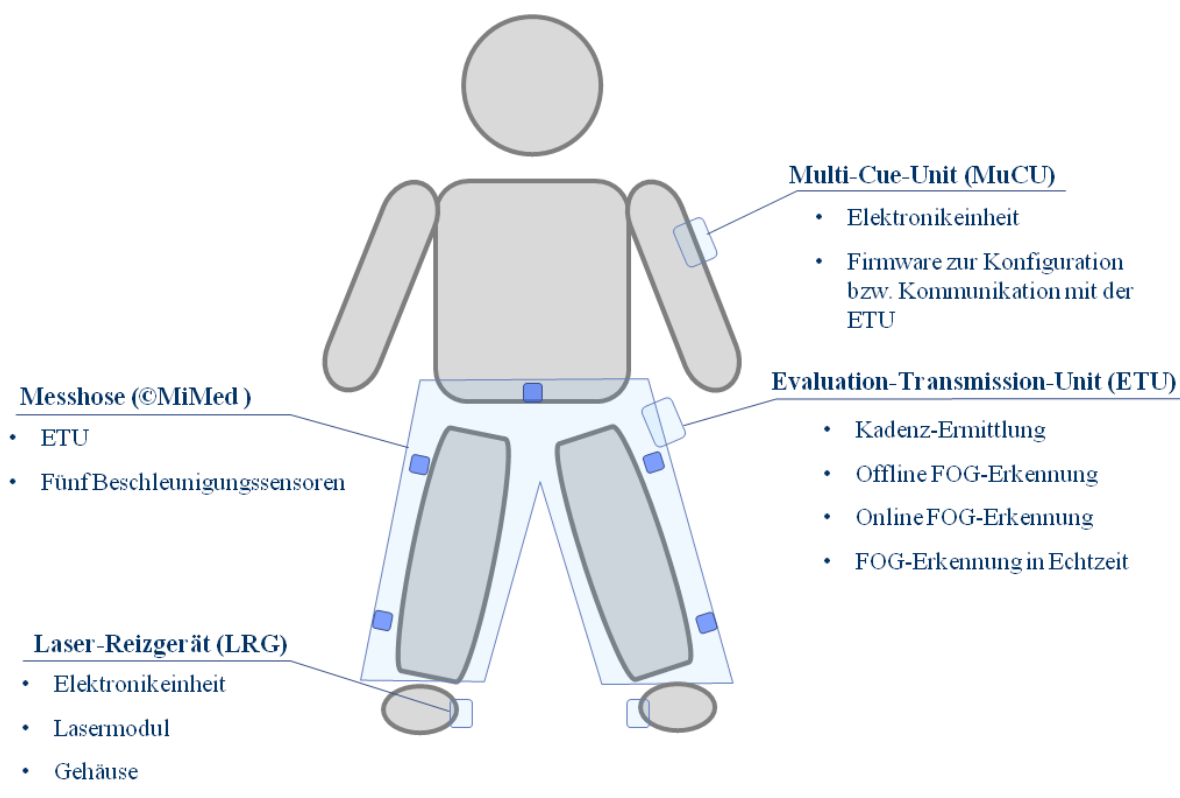 Multi-Cue-Unit (MuCU)
• Elektronikeinheit
• Firmware zur Konfiguration
bzw. Kommunikation mit der
ETU
Messhose (©MiMed )
• ETU
• Fünf Beschleunigungssensoren
Evaluation-Transmission-Unit (ETU)
• Kadenz-Ermittlung
• Offline FOG-Erkennung
• Online FOG-Erkennung
• FOG-Erkennung in Echtzeit
Laser-Reizgerät (LRG)
• Elektronikeinheit
• Lasermodul
• Gehäuse